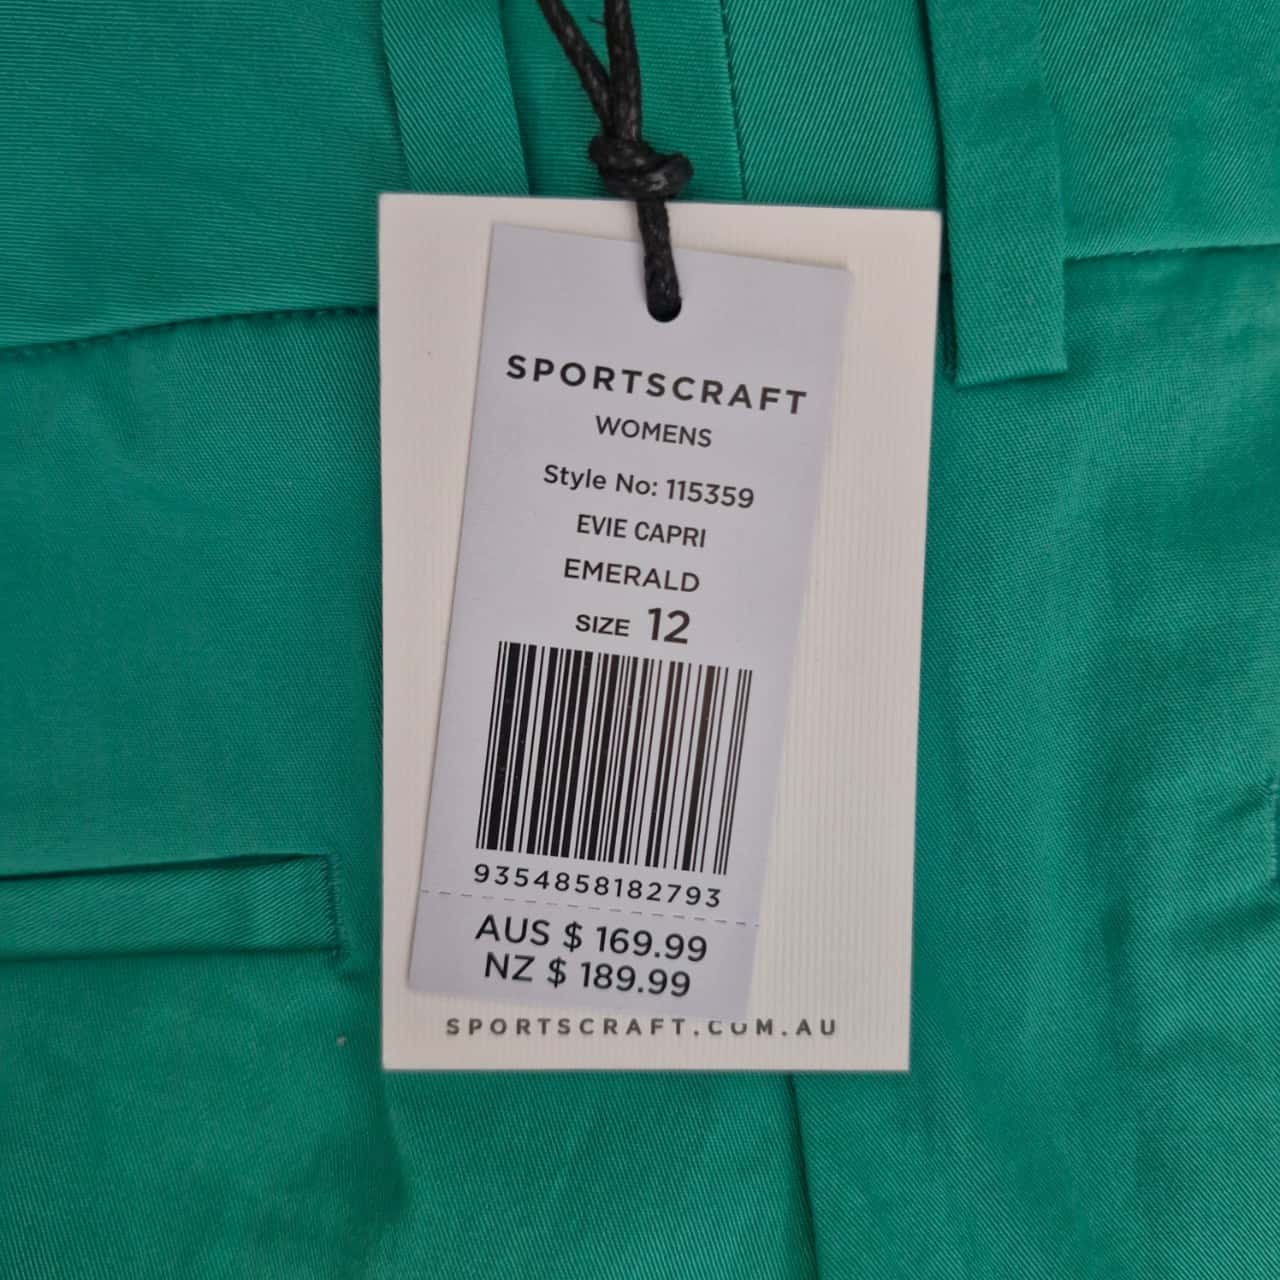 SPORTSCRAFT
WOMENS
Style No: 115359
EVIE CAPRI
EMERALD
SIZE 12
9354858182793
AUS $ 169.99
NZ $ 189.99
SPORTSCRAFT.COM.AU